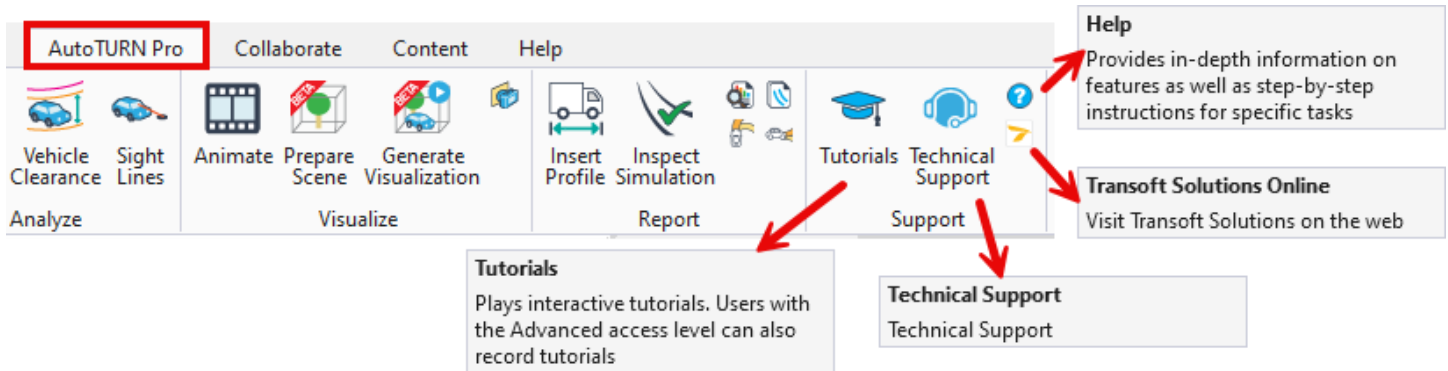 AutoTURN Pro Collaborate Content Help
BETA BETA
Vehicle Clearance
Sight Lines
Animate
Prepare Scene
Generate Visualization
Insert Profile
Inspect Simulation
Tutorials
Technical Support
Analyze Visualize Report Support
Help
Provides in-depth information on
features as well as step-by-step
instructions for specific tasks
Transoft Solutions Online
Visit Transoft Solutions on the web
Tutorials
Plays interactive tutorials. Users with
the Advanced access level can also
record tutorials
Technical Support
Technical Support